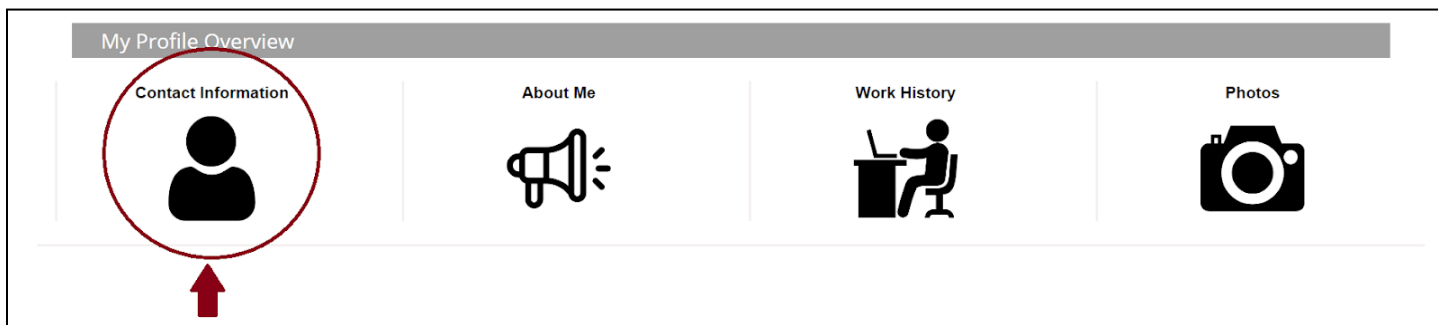 My Profile Overview
Contact Information
About Me
Work History
Photos